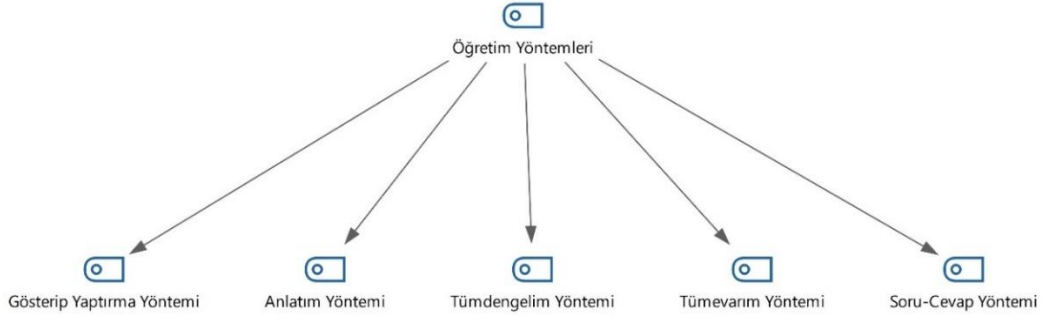 Öğretim Yöntemleri
Gösterip Yaptırma Yöntemi
Anlatım Yöntemi
Tümdengelim Yöntemi
Tümevarım Yöntemi
Soru-Cevap Yöntemi